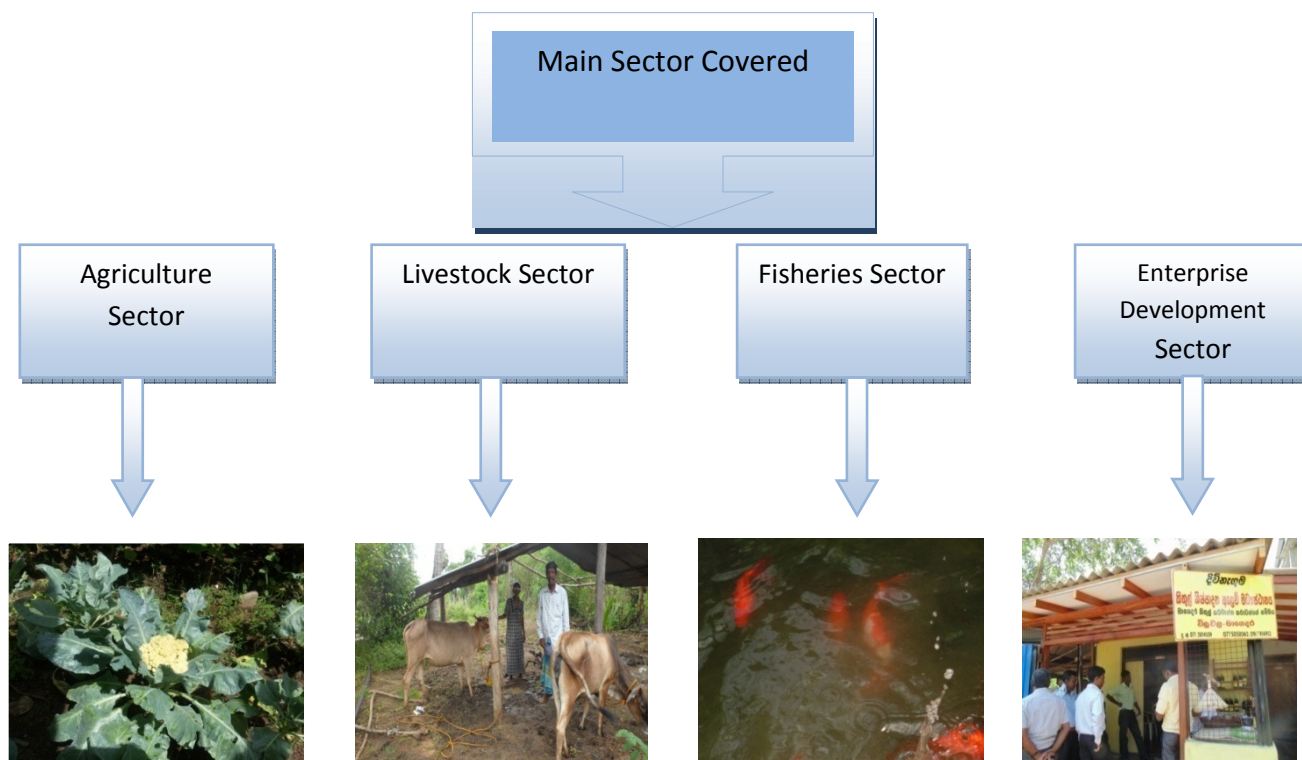 Main Sector Covered
Agriculture
Sector
Livestock Sector
Fisheries Sector
Enterprise
Development
Sector
දිවිනැගුම